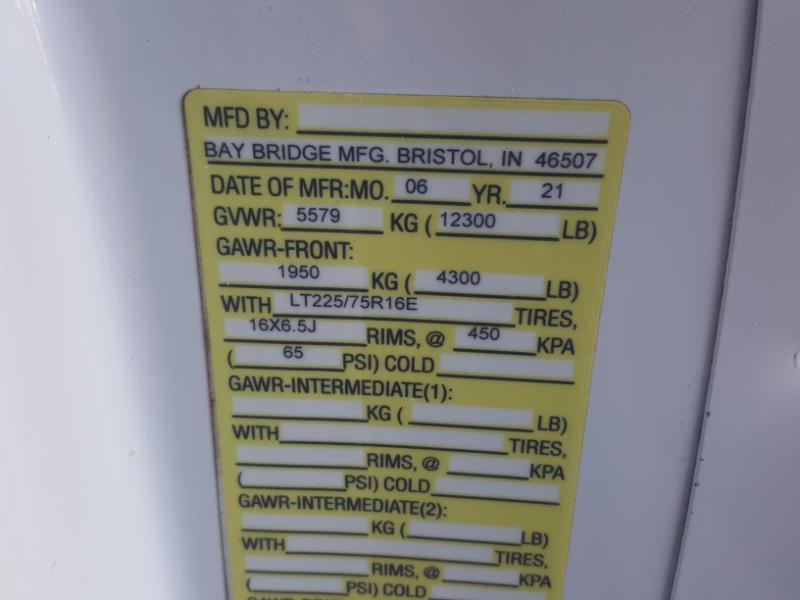 MFD BY:
BAY BRIDGE MFG. BRISTOL, IN 46507
DATE OF MFR:MO. 06 YR. 21
GVWR: 5579 KG ( 12300 LB)
GAWR-FRONT:
1950 KG ( 4300 LB)
WITH LT225/75R16E TIRES,
16X6.5J RIMS, @ 450 KPA
( 65 PSI) COLD
GAWR-INTERMEDIATE(1):
KG ( LB)
WITH TIRES,
RIMS, @ KPA
( PSI) COLD
GAWR-INTERMEDIATE(2):
KG ( LB)
WITH TIRES,
RIMS, @ KPA
( PSI) COLD